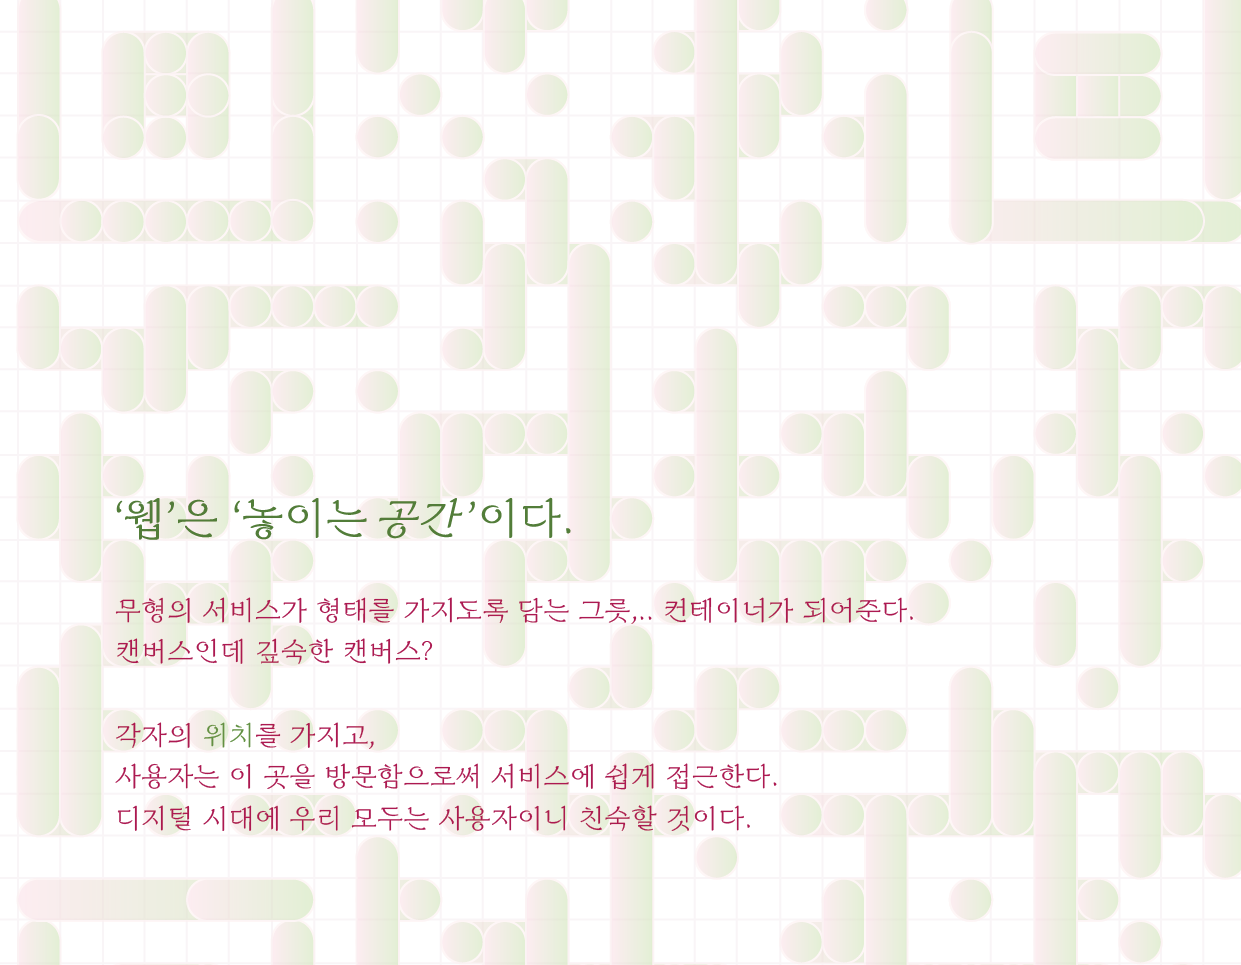 ‘웹’은 ‘놓이는 공간’이다.
무형의 서비스가 형태를 가지도록 담는 그릇,.. 컨테이너가 되어준다.
캔버스인데 깊숙한 캔버스?
각자의 위치를 가지고,
사용자는 이 곳을 방문함으로써 서비스에 쉽게 접근한다.
디지털 시대에 우리 모두는 사용자이니 친숙할 것이다.